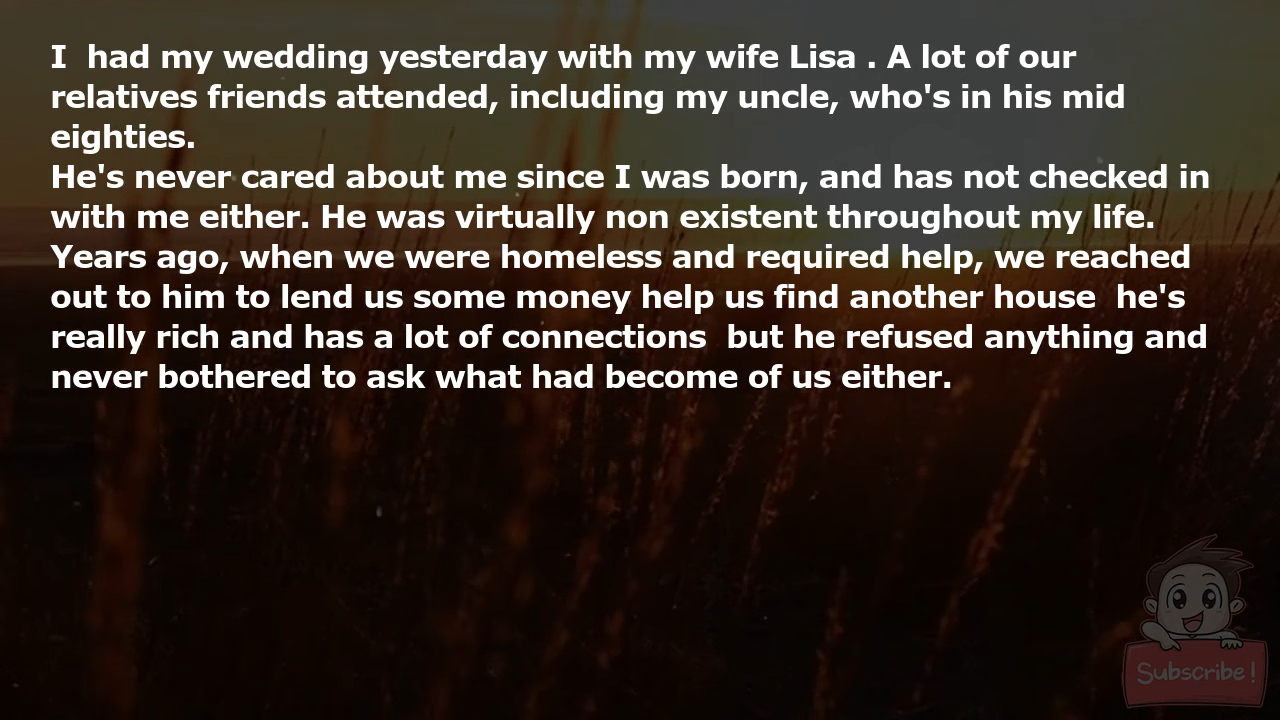 I  had my wedding yesterday with my wife Lisa . A lot of our
relatives friends attended, including my uncle, who's in his mid
eighties.
He's never cared about me since I was born, and has not checked in
with me either. He was virtually non existent throughout my life.
Years ago, when we were homeless and required help, we reached
out to him to lend us some money help us find another house  he's
really rich and has a lot of connections  but he refused anything and
never bothered to ask what had become of us either.
Subscribe!